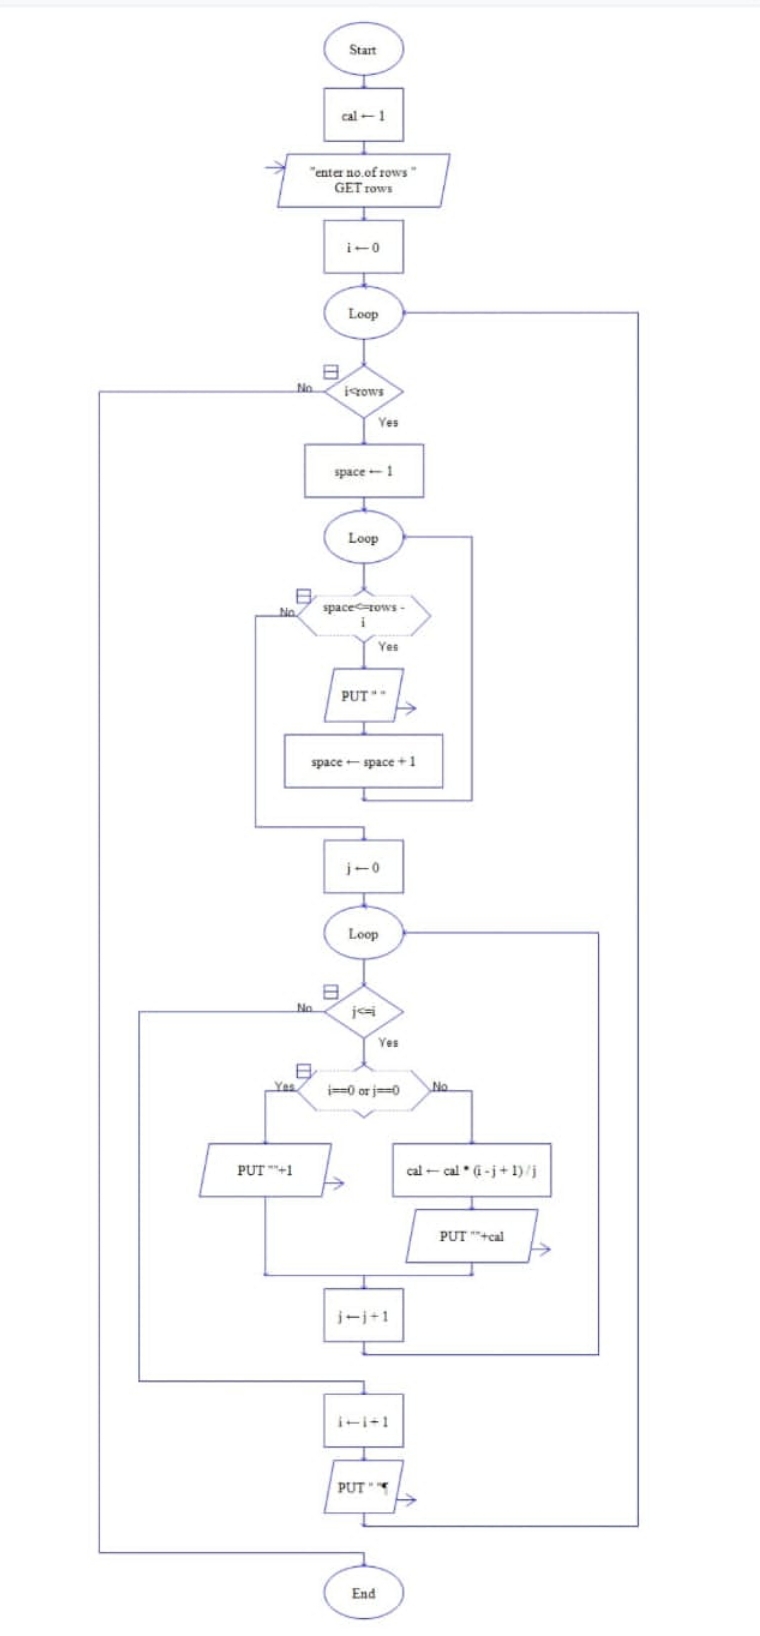 Start
cal ← 1
"enter no.of rows "
GET rows
i ← 0
Loop
No
i<rows
Yes
space ← 1
Loop
No
space<=rows -
i
Yes
PUT " "
space ← space + 1
j ← 0
Loop
No
j<=i
Yes
Yes
i==0 or j==0
No
PUT ""+1
cal ← cal * (i - j + 1) / j
PUT ""+cal
j ← j + 1
i ← i + 1
PUT " "¶
End